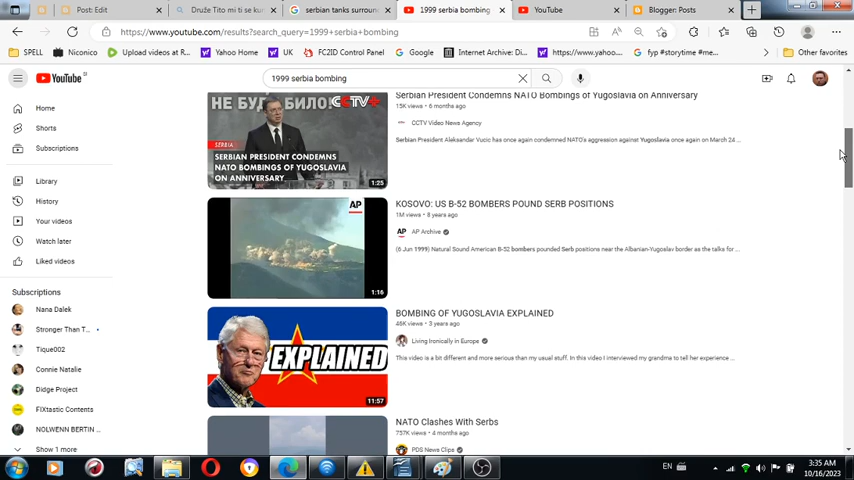 Post: Edit
Druže Tito mi ti se kun
serbian tanks surroun
1999 serbia bombing
YouTube
Blogger: Posts
https://www.youtube.com/results?search_query=1999+serbia+bombing
SPELL
Niconico
Upload videos at R...
Yahoo Home
UK
FC2ID Control Panel
Google
Internet Archive: Di...
https://www.yahoo...
fyp #storytime #me...
Other favorites
YouTube
1999 serbia bombing
Home
Shorts
Subscriptions
Library
History
Your videos
Watch later
Liked videos
Subscriptions
Nana Dalek
Stronger Than T...
Tique002
Connie Natalie
Didge Project
FIXtastic Contents
NOLWENN BERTIN ...
Show 1 more
НЕ БУДИ БИЛО!
CCTV+
SERBIA
SERBIAN PRESIDENT CONDEMNS
NATO BOMBINGS OF YUGOSLAVIA
ON ANNIVERSARY
1:25
Serbian President Condemns NATO Bombings of Yugoslavia on Anniversary
15K views • 6 months ago
CCTV Video News Agency
Serbian President Aleksandar Vucic has once again condemned NATO's aggression against Yugoslavia once again on March 24 ...
AP
1:16
KOSOVO: US B-52 BOMBERS POUND SERB POSITIONS
1M views • 8 years ago
AP Archive
(6 Jun 1999) Natural Sound American B-52 bombers pounded Serb positions near the Albanian-Yugoslav border as the talks for ...
EXPLAINED
11:57
BOMBING OF YUGOSLAVIA EXPLAINED
46K views • 3 years ago
Living Ironically in Europe
This video is a bit different and more serious than my usual stuff. In this video I interviewed my grandma to tell her experience ...
NATO Clashes With Serbs
757K views • 4 months ago
PDS News Clips
EN
3:35 AM
10/16/2023